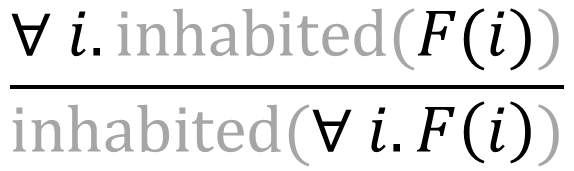 ∀ i. inhabited(F(i))
inhabited(∀ i. F(i))